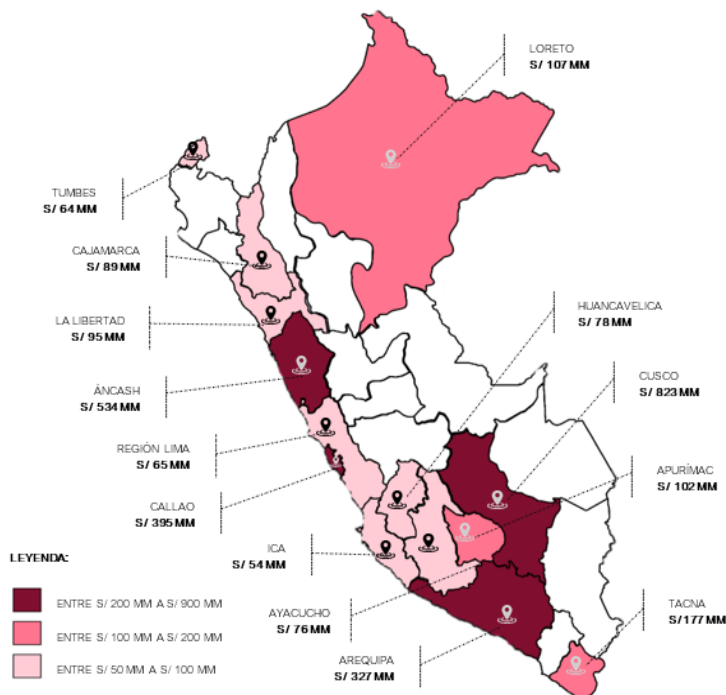 LORETO
S/ 107 MM
TUMBES
S/ 64 MM
CAJAMARCA
S/ 89 MM
HUANCAVELICA
S/ 78 MM
LA LIBERTAD
S/ 95 MM
CUSCO
S/ 823 MM
ÁNCASH
S/ 534 MM
REGIÓN LIMA
S/ 65 MM
APURÍMAC
S/ 102 MM
CALLAO
S/ 395 MM
ICA
S/ 54 MM
LEYENDA:
ENTRE S/ 200 MM A S/ 900 MM
ENTRE S/ 100 MM A S/ 200 MM
ENTRE S/ 50 MM A S/ 100 MM
AYACUCHO
S/ 76 MM
TACNA
S/ 177 MM
AREQUIPA
S/ 327 MM